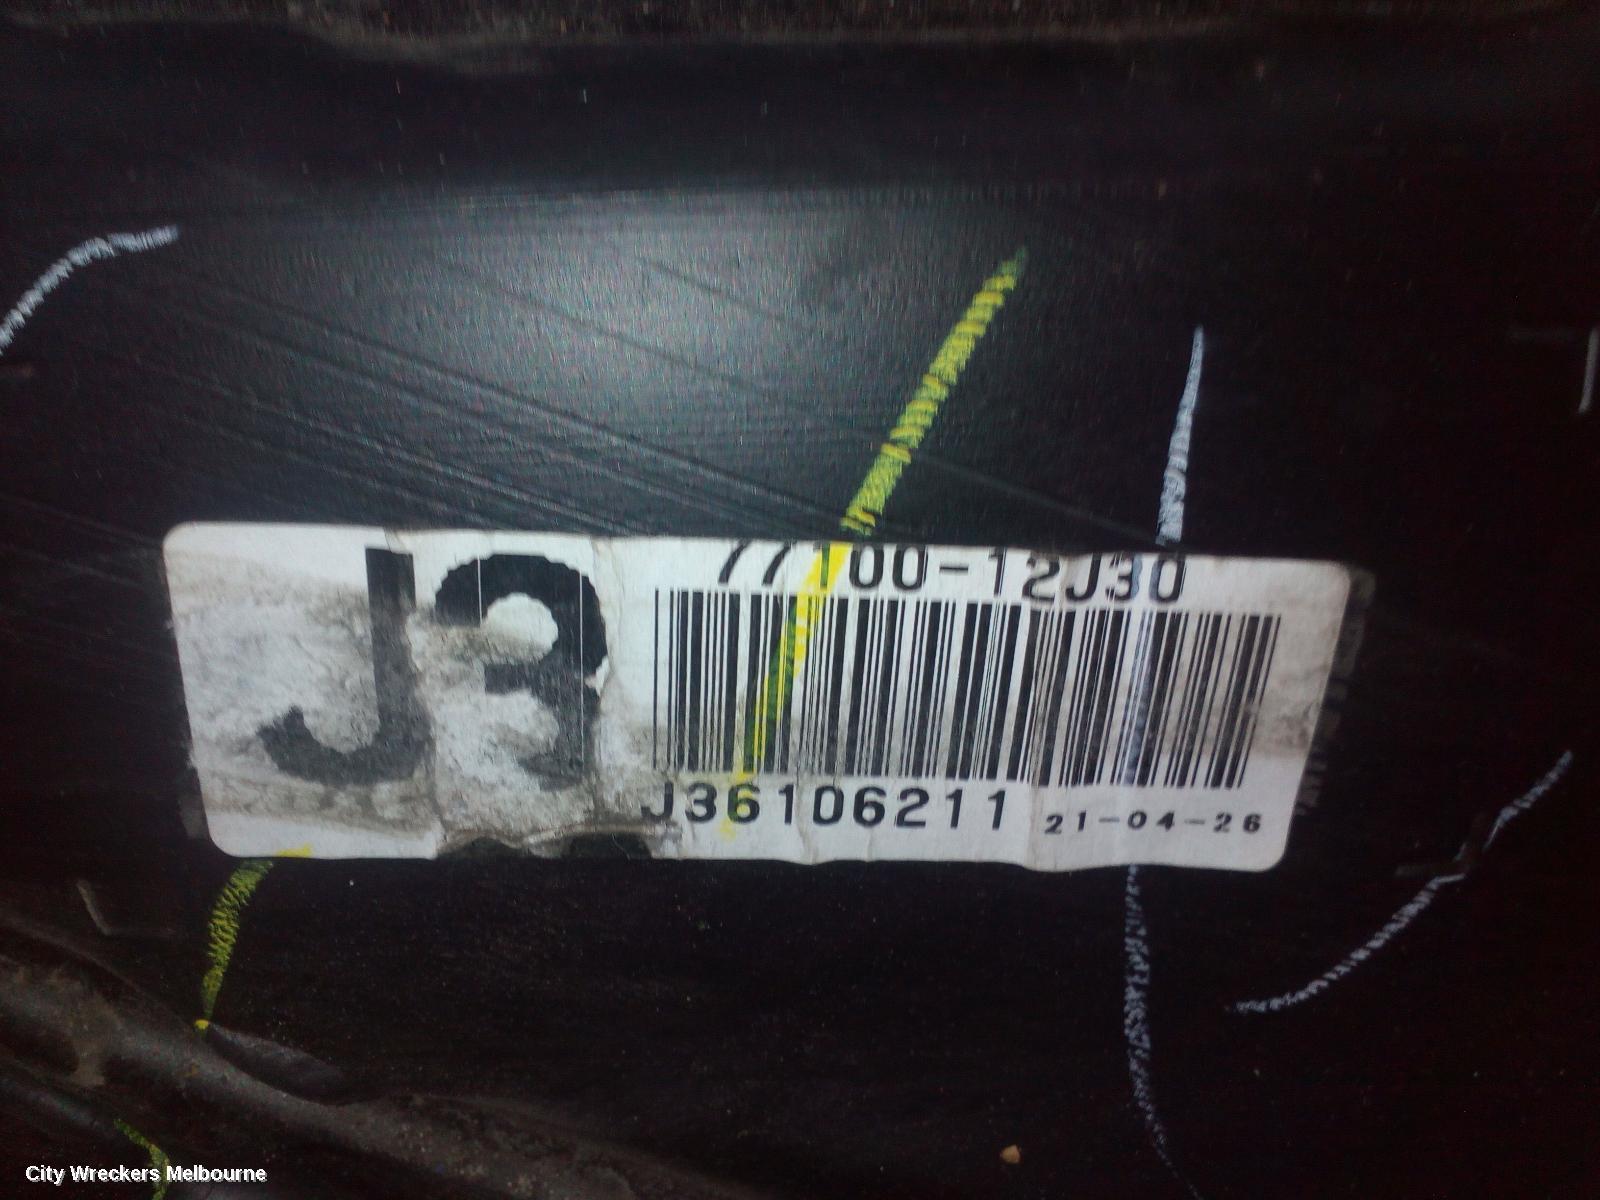 J3
77100-12J30
J36106211 21-04-26
City Wreckers Melbourne